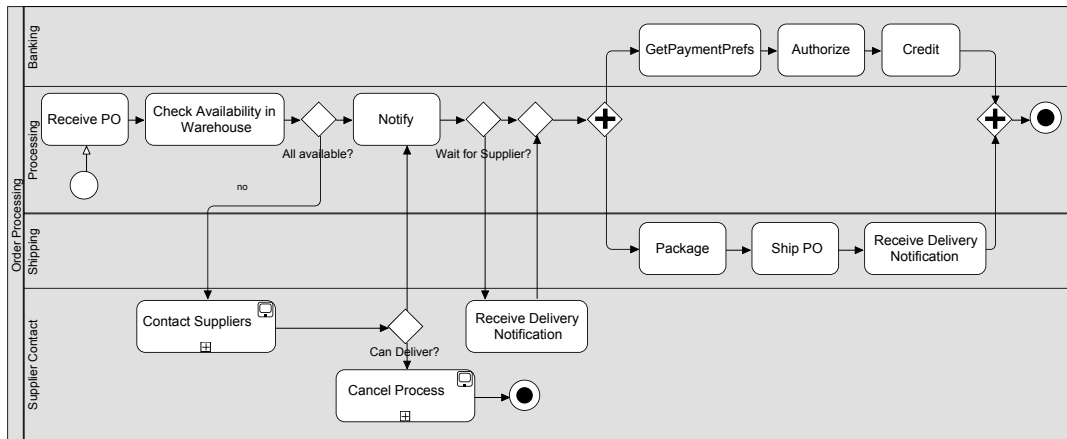 Order Processing
Banking
GetPaymentPrefs
Authorize
Credit
Processing
Receive PO
Check Availability in
Warehouse
All available?
Notify
Wait for Supplier?
no
Shipping
Package
Ship PO
Receive Delivery
Notification
Supplier Contact
Contact Suppliers
Can Deliver?
Receive Delivery
Notification
Cancel Process